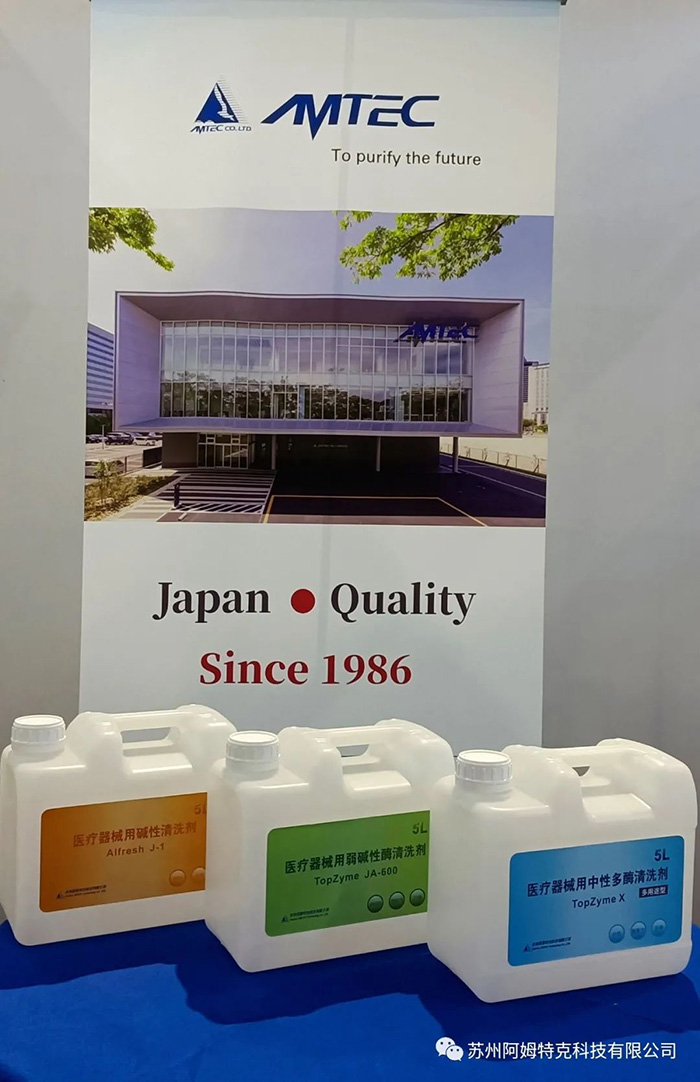 AMTEC CO.,LTD.
AMTEC
To purify the future
AMTEC
Japan ● Quality
Since 1986
5L
医疗器械用碱性清洗剂
Alfresh J-1
5L
医疗器械用弱碱性酶清洗剂
TopZyme JA-600
5L
医疗器械用中性多酶清洗剂
TopZyme X
多用途型
苏州阿姆特克科技有限公司